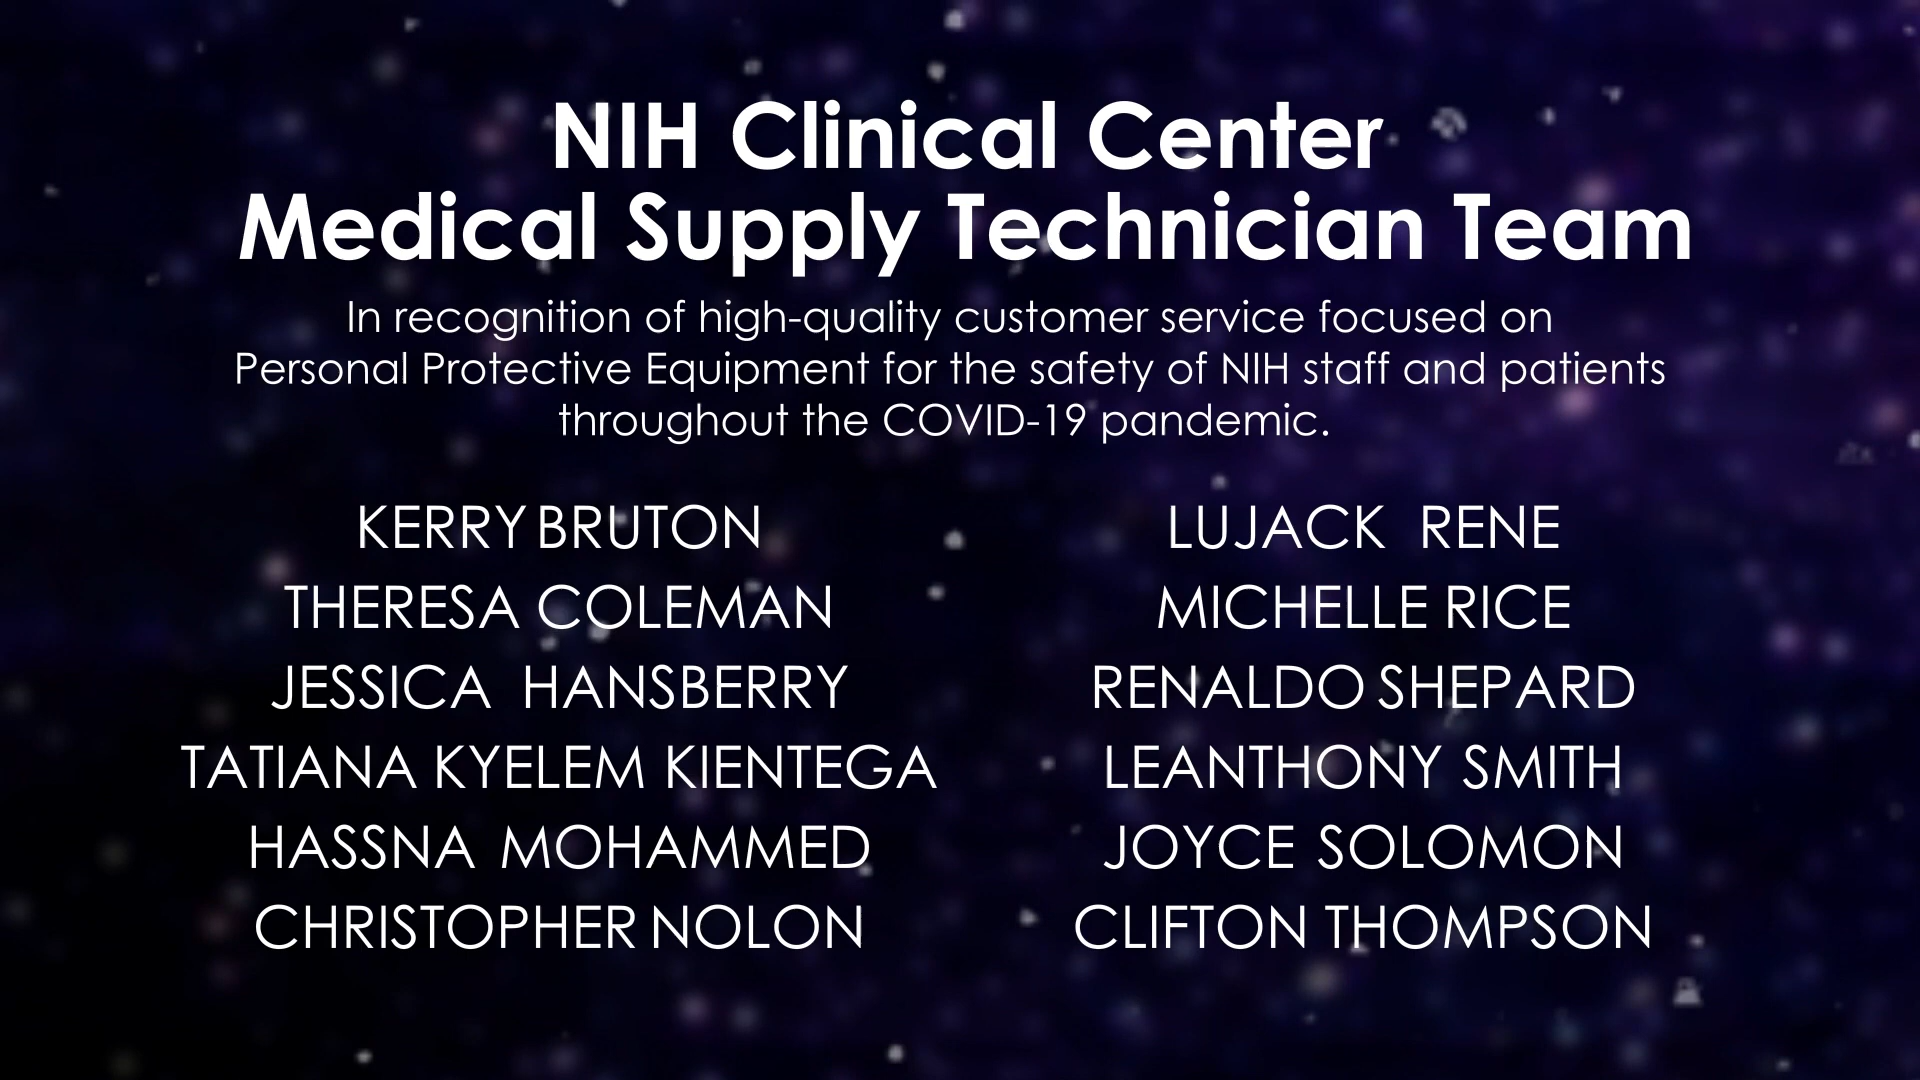 NIH Clinical Center
Medical Supply Technician Team
In recognition of high-quality customer service focused on
Personal Protective Equipment for the safety of NIH staff and patients
throughout the COVID-19 pandemic.
KERRY BRUTON
THERESA COLEMAN
JESSICA HANSBERRY
TATIANA KYELEM KIENTEGA
HASSNA MOHAMMED
CHRISTOPHER NOLON
LUJACK RENE
MICHELLE RICE
RENALDO SHEPARD
LEANTHONY SMITH
JOYCE SOLOMON
CLIFTON THOMPSON